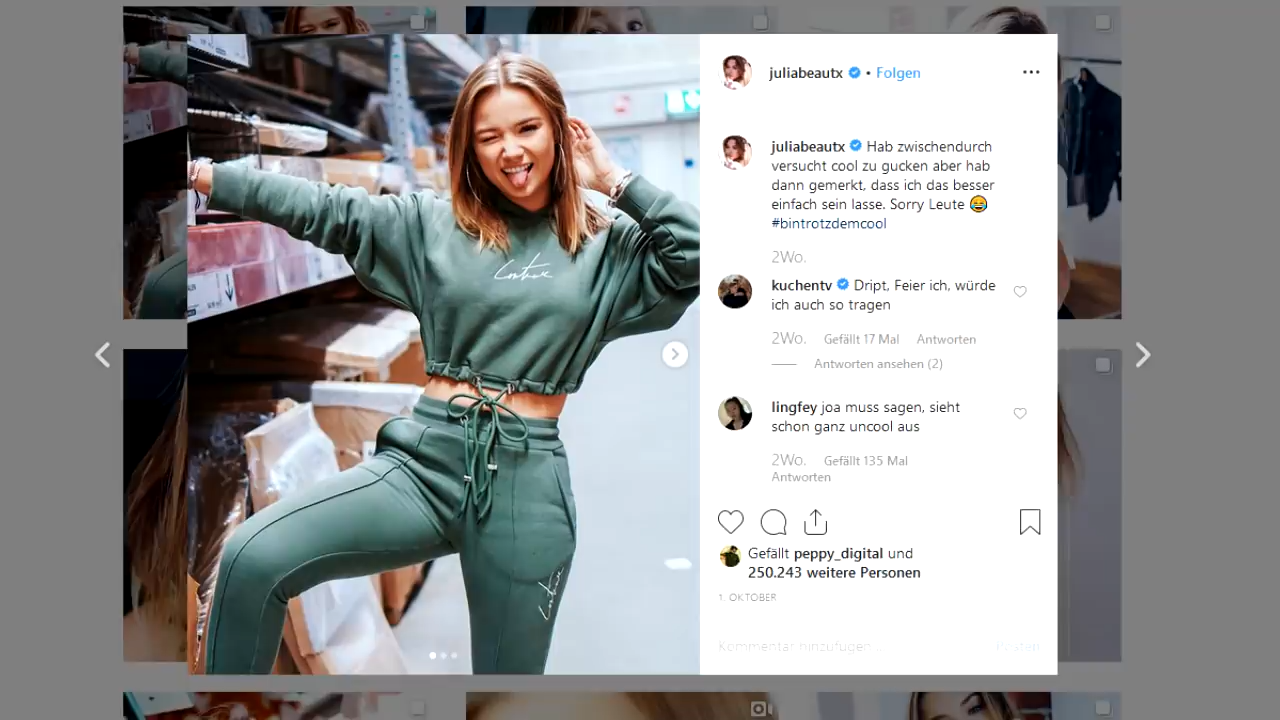 juliabeautx • Folgen
juliabeautx Hab zwischendurch
versucht cool zu gucken aber hab
dann gemerkt, dass ich das besser
einfach sein lasse. Sorry Leute 😂
#bintrotzdemcool
2Wo.
kuchentv Dript, Feier ich, würde
ich auch so tragen
2Wo. Gefällt 17 Mal Antworten
Antworten ansehen (2)
lingfey joa muss sagen, sieht
schon ganz uncool aus
2Wo. Gefällt 135 Mal
Antworten
Gefällt peppy_digital und
250.243 weitere Personen
1. OKTOBER
Kommentar hinzufügen...
Posten